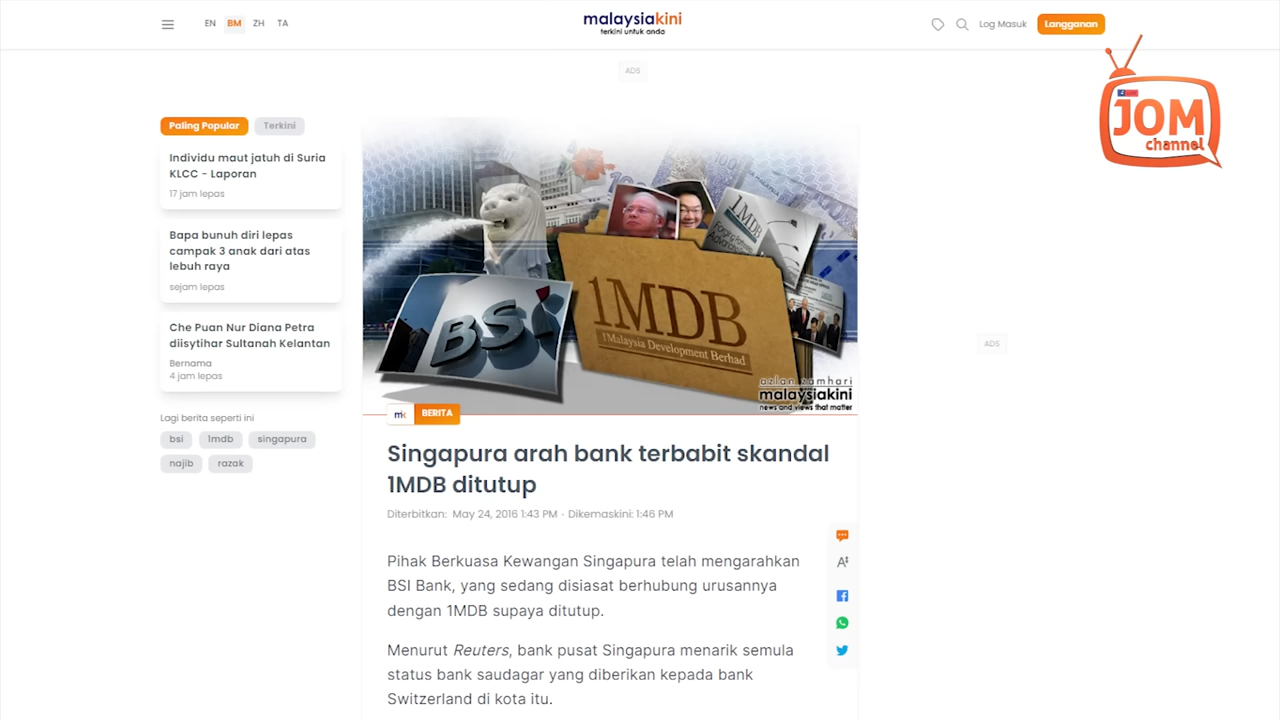 EN BM ZH TA
malaysiakini
terkini untuk anda
Log Masuk
Langganan
ADS
JOM
channel
Paling Popular
Terkini
Individu maut jatuh di Suria
KLCC - Laporan
17 jam lepas
Bapa bunuh diri lepas
campak 3 anak dari atas
lebuh raya
sejam lepas
Che Puan Nur Diana Petra
diisytihar Sultanah Kelantan
Bernama
4 jam lepas
Lagi berita seperti ini
bsi
1mdb
singapura
najib
razak
BSi
1MDB
1MDB
1Malaysia Development Berhad
azlan zamhari
malaysiakini
news and views that matter
mk
BERITA
Singapura arah bank terbabit skandal
1MDB ditutup
Diterbitkan: May 24, 2016 1:43 PM · Dikemaskini: 1:46 PM
Pihak Berkuasa Kewangan Singapura telah mengarahkan
BSI Bank, yang sedang disiasat berhubung urusannya
dengan 1MDB supaya ditutup.
Menurut Reuters, bank pusat Singapura menarik semula
status bank saudagar yang diberikan kepada bank
Switzerland di kota itu.
A
ADS